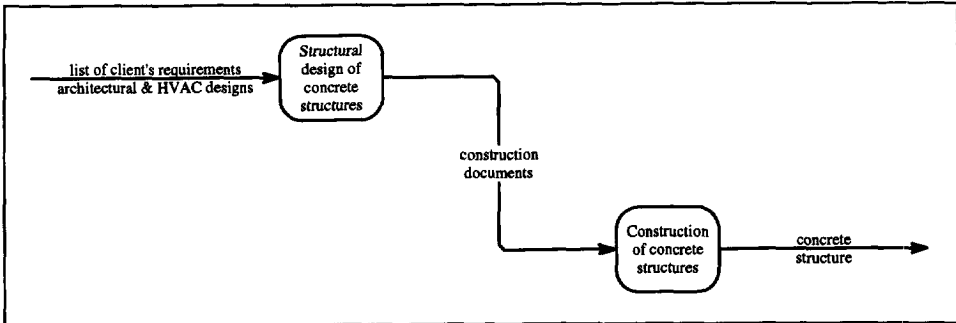 list of client's requirements
architectural & HVAC designs
Structural
design of
concrete
structures
construction
documents
Construction
of concrete
structures
concrete
structure